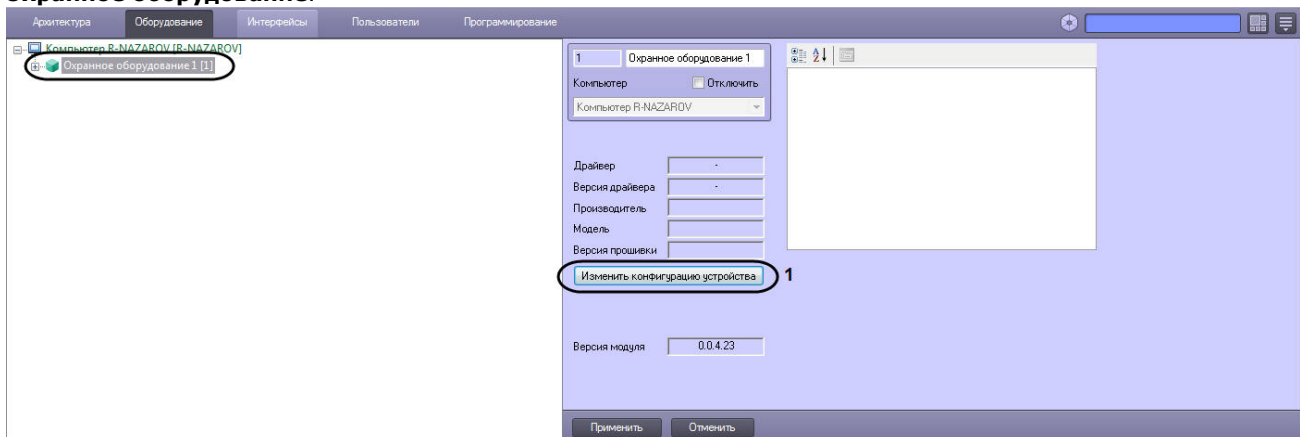 охранное оборудование.
Архитектура Оборудование Интерфейсы Пользователи Программирование
Компьютер R-NAZAROV [R-NAZAROV]
Охранное оборудование 1 [1]
1 Охранное оборудование 1
Компьютер Отключить
Компьютер R-NAZAROV
Драйвер -
Версия драйвера -
Производитель
Модель
Версия прошивки
Изменить конфигурацию устройства 1
Версия модуля 0.0.4.23
Применить Отменить